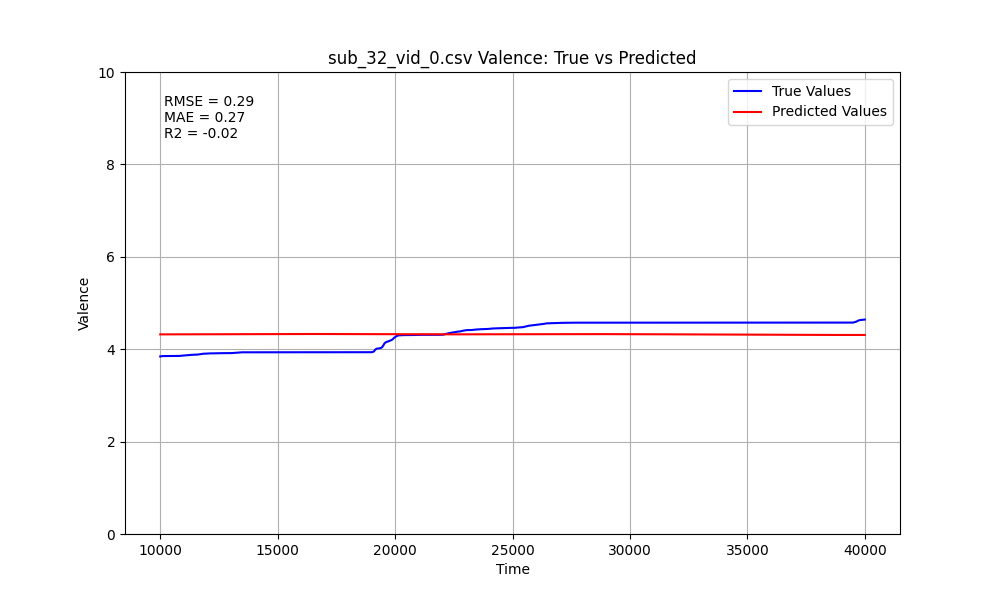 sub_32_vid_0.csv Valence: True vs Predicted
RMSE = 0.29
MAE = 0.27
R2 = -0.02
True Values
Predicted Values
Valence
10
8
6
4
2
0
10000
15000
20000
25000
30000
35000
40000
Time